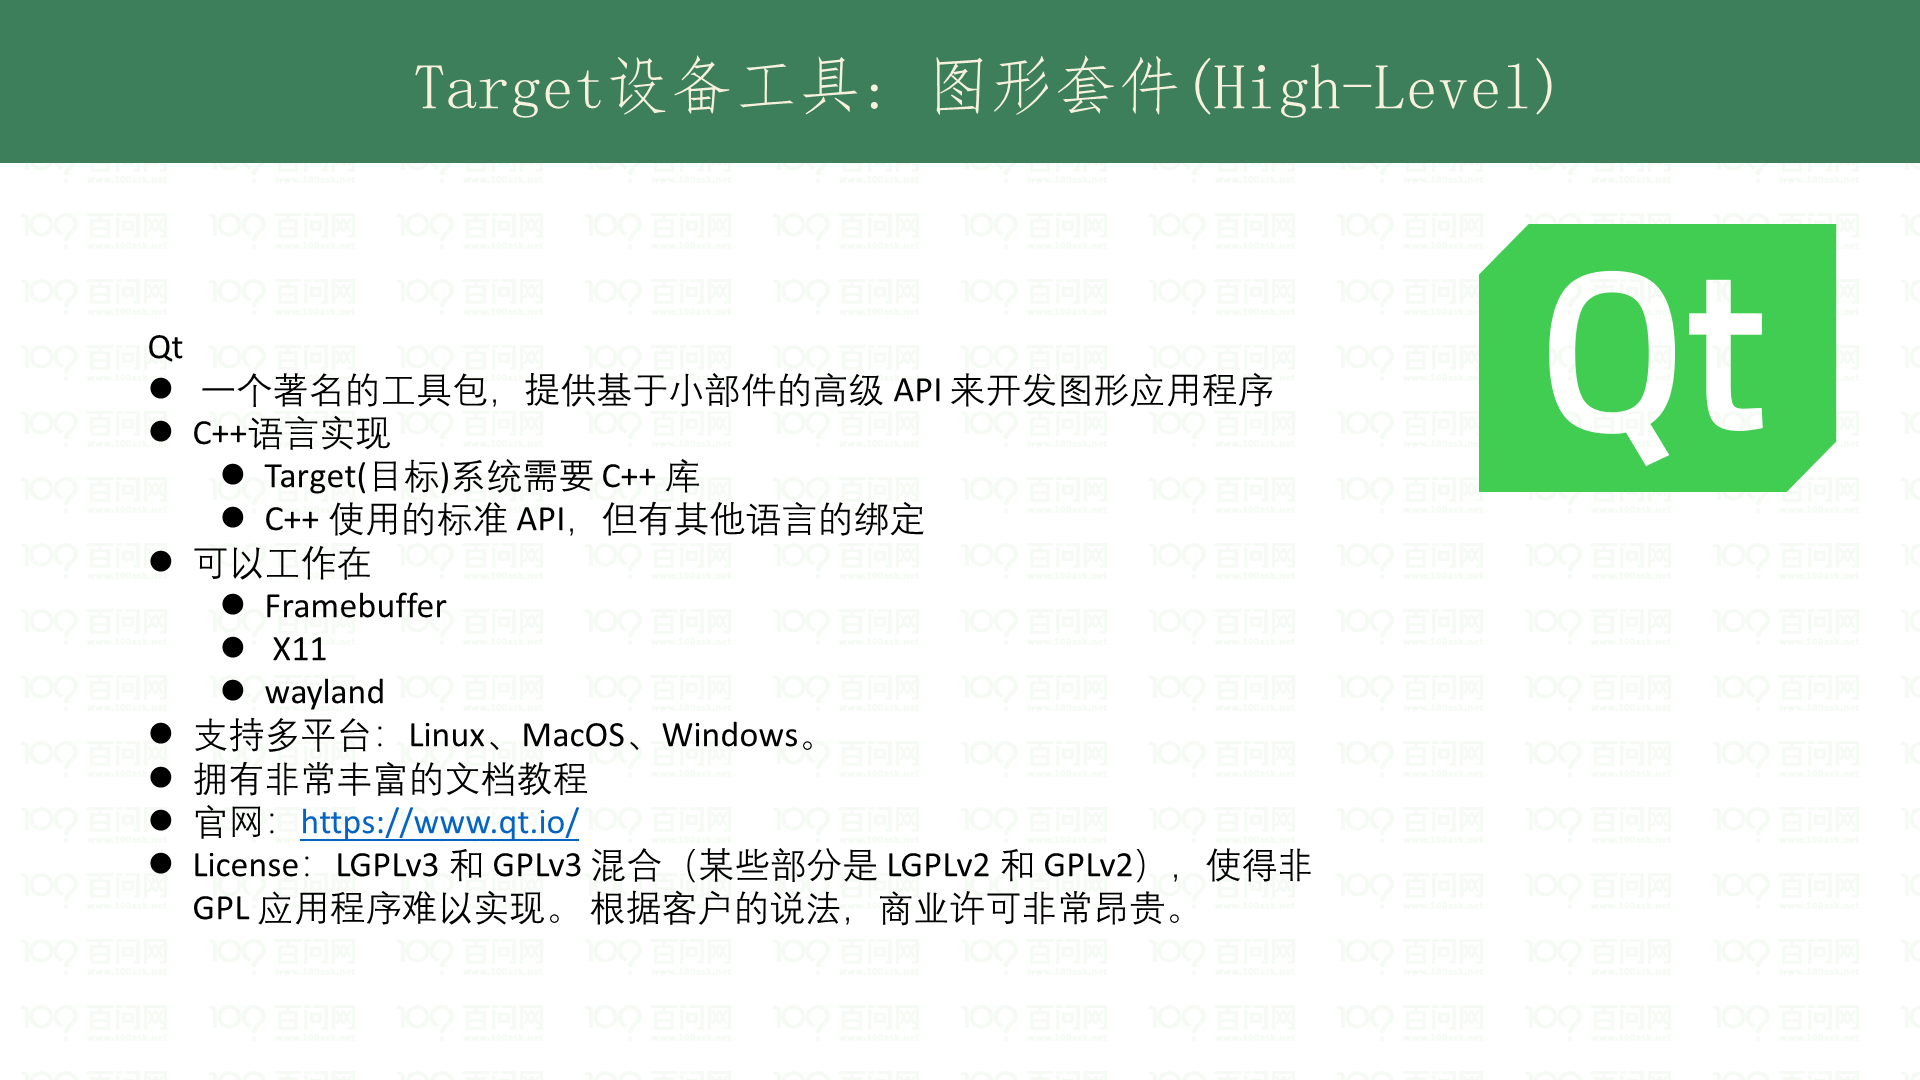 Target设备工具：图形套件(High-Level)
Qt
Qt
一个著名的工具包，提供基于小部件的高级 API 来开发图形应用程序
C++语言实现
Target(目标)系统需要 C++ 库
C++ 使用的标准 API，但有其他语言的绑定
可以工作在
Framebuffer
X11
wayland
支持多平台：Linux、MacOS、Windows。
拥有非常丰富的文档教程
官网：https://www.qt.io/
License：LGPLv3 和 GPLv3 混合（某些部分是 LGPLv2 和 GPLv2），使得非
GPL 应用程序难以实现。 根据客户的说法，商业许可非常昂贵。
百问网
www.100ask.net